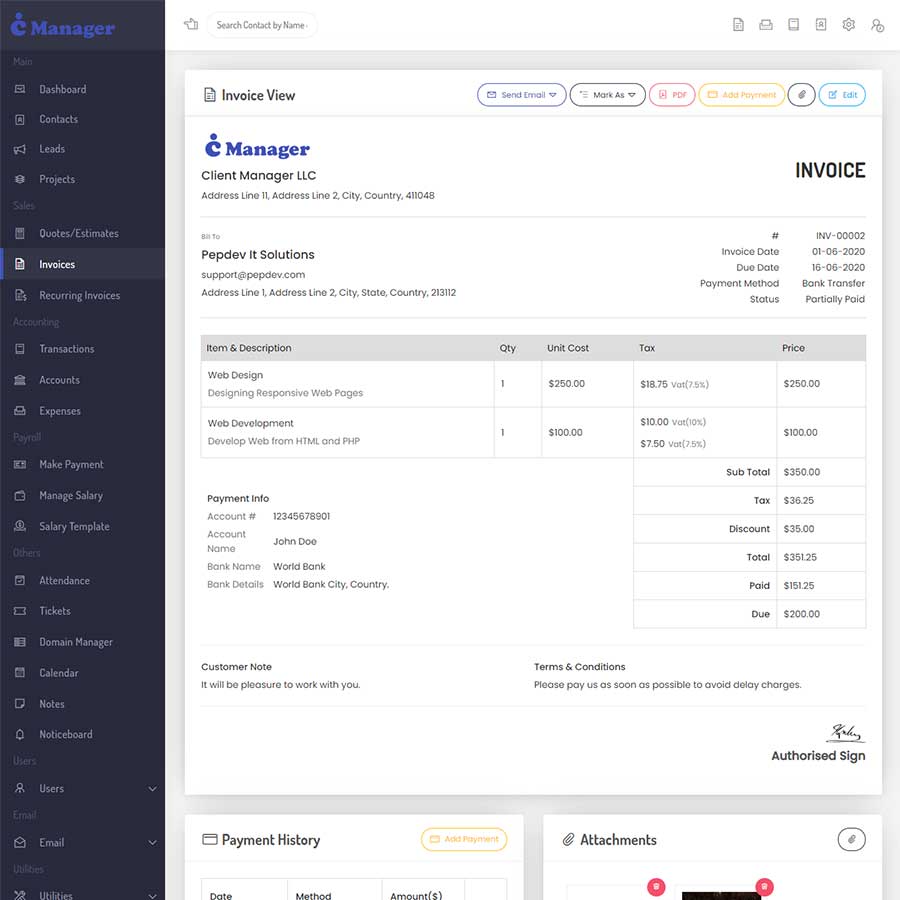 Manager
Search Contact by Name
Main
Dashboard
Contacts
Leads
Projects
Sales
Quotes/Estimates
Invoices
Recurring Invoices
Accounting
Transactions
Accounts
Expenses
Payroll
Make Payment
Manage Salary
Salary Template
Others
Attendance
Tickets
Domain Manager
Calendar
Notes
Noticeboard
Users
Users
Email
Email
Utilities
Utilities
Invoice View
Send Email
Mark As
PDF
Add Payment
Edit
Manager
Client Manager LLC
Address Line 11, Address Line 2, City, Country, 411048
INVOICE
Bill To
Pepdev It Solutions
support@pepdev.com
Address Line 1, Address Line 2, City, State, Country, 213112
# INV-00002
Invoice Date 01-06-2020
Due Date 16-06-2020
Payment Method Bank Transfer
Status Partially Paid
Item & Description Qty Unit Cost Tax Price
Web Design
Designing Responsive Web Pages
1 $250.00 $18.75 Vat(7.5%) $250.00
Web Development
Develop Web from HTML and PHP
1 $100.00 $10.00 Vat(10%)
$7.50 Vat(7.5%)
$100.00
Sub Total $350.00
Tax $36.25
Discount $35.00
Total $351.25
Paid $151.25
Due $200.00
Payment Info
Account # 12345678901
Account
Name
John Doe
Bank Name World Bank
Bank Details World Bank City, Country.
Customer Note
It will be pleasure to work with you.
Terms & Conditions
Please pay us as soon as possible to avoid delay charges.
Authorised Sign
Payment History
Add Payment
Date Method Amount($)
Attachments